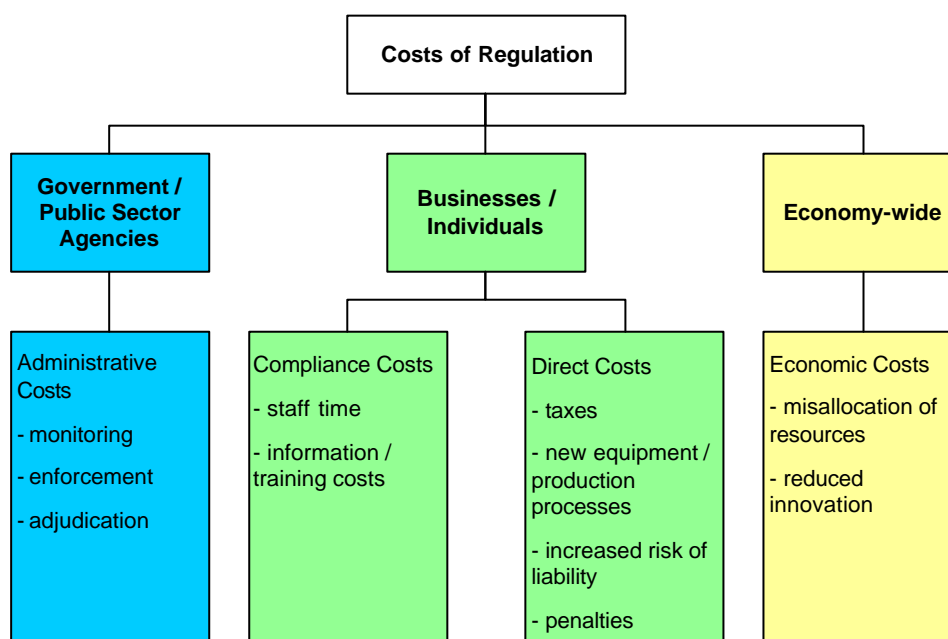 Costs of Regulation
Government /
Public Sector
Agencies
Businesses /
Individuals
Economy-wide
Administrative
Costs
- monitoring
- enforcement
- adjudication
Compliance Costs
- staff time
- information /
training costs
Direct Costs
- taxes
- new equipment /
production
processes
- increased risk of
liability
- penalties
Economic Costs
- misallocation of
resources
- reduced
innovation